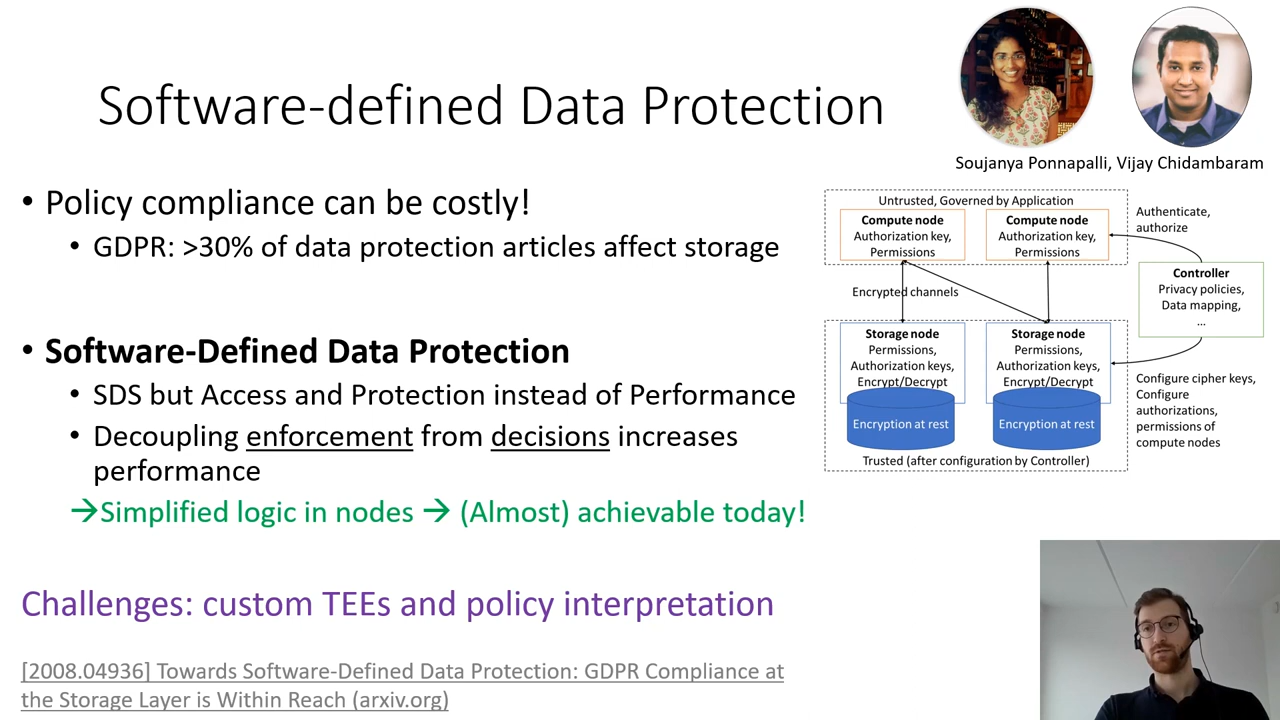 Software-defined Data Protection
Soujanya Ponnapalli, Vijay Chidambaram
• Policy compliance can be costly!
• GDPR: >30% of data protection articles affect storage
• Software-Defined Data Protection
• SDS but Access and Protection instead of Performance
• Decoupling enforcement from decisions increases
performance
→Simplified logic in nodes → (Almost) achievable today!
Challenges: custom TEEs and policy interpretation
[2008.04936] Towards Software-Defined Data Protection: GDPR Compliance at
the Storage Layer is Within Reach (arxiv.org)
Untrusted, Governed by Application
Compute node
Authorization key,
Permissions
Compute node
Authorization key,
Permissions
Authenticate,
authorize
Controller
Privacy policies,
Data mapping,
...
Encrypted channels
Storage node
Permissions,
Authorization keys,
Encrypt/Decrypt
Encryption at rest
Storage node
Permissions,
Authorization keys,
Encrypt/Decrypt
Encryption at rest
Trusted (after configuration by Controller)
Configure cipher keys,
Configure
authorizations,
permissions of
compute nodes